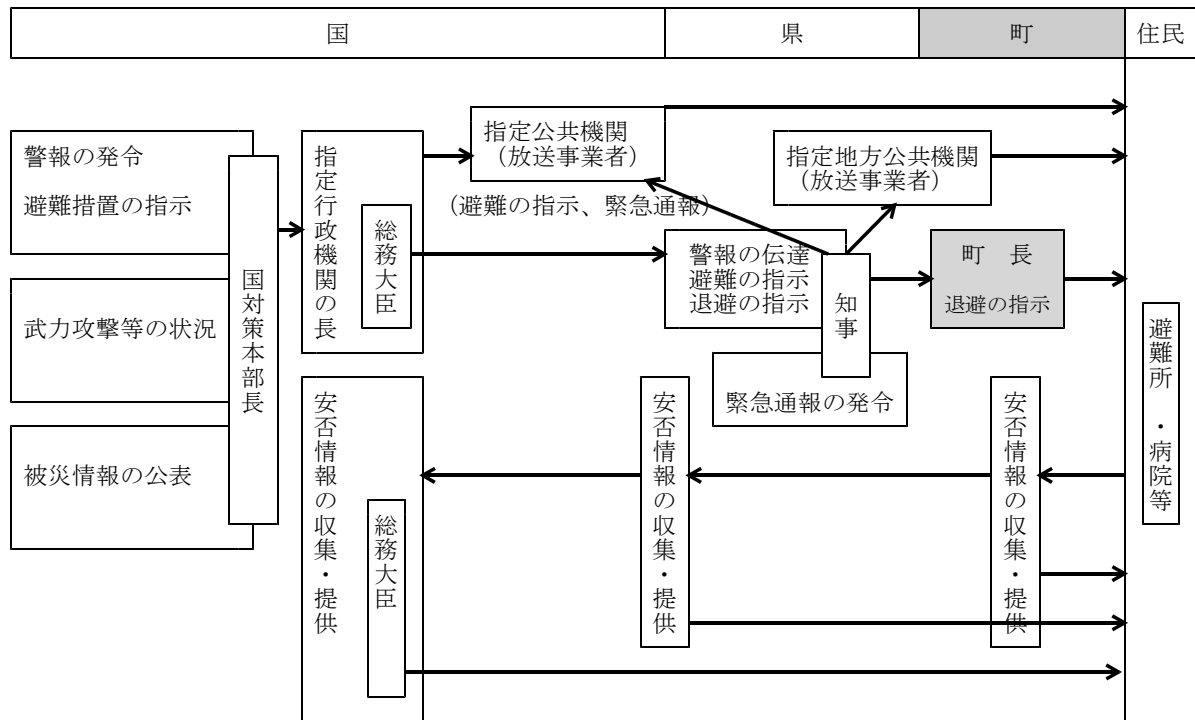 国
県
町
住民
警報の発令
避難措置の指示
武力攻撃等の状況
被災情報の公表
国対策本部長
指定行政機関の長
総務大臣
指定公共機関
（放送事業者）
（避難の指示、緊急通報）
指定地方公共機関
（放送事業者）
警報の伝達
避難の指示
退避の指示
知事
緊急通報の発令
町　長
退避の指示
安否情報の収集・提供
総務大臣
安否情報の収集・提供
安否情報の収集・提供
避難所　・病院等